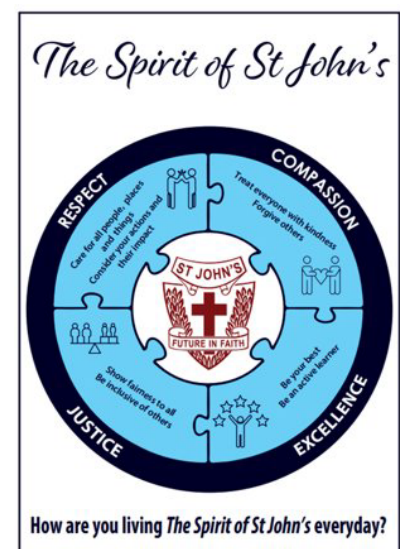 The Spirit of St John's
RESPECT
Care for all people, places
and things
Consider your actions and
their impact
COMPASSION
Treat everyone with kindness
Forgive others
ST JOHN'S
FUTURE IN FAITH
JUSTICE
Show fairness to all
Be inclusive of others
EXCELLENCE
Be your best
Be an active learner
How are you living The Spirit of St John's everyday?